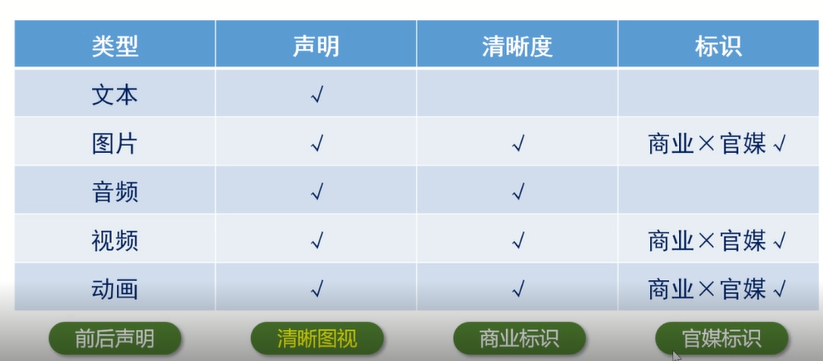 类型 声明 清晰度 标识
文本 √
图片 √ √ 商业×官媒√
音频 √ √
视频 √ √ 商业×官媒√
动画 √ √ 商业×官媒√
前后声明 清晰图视 商业标识 官媒标识